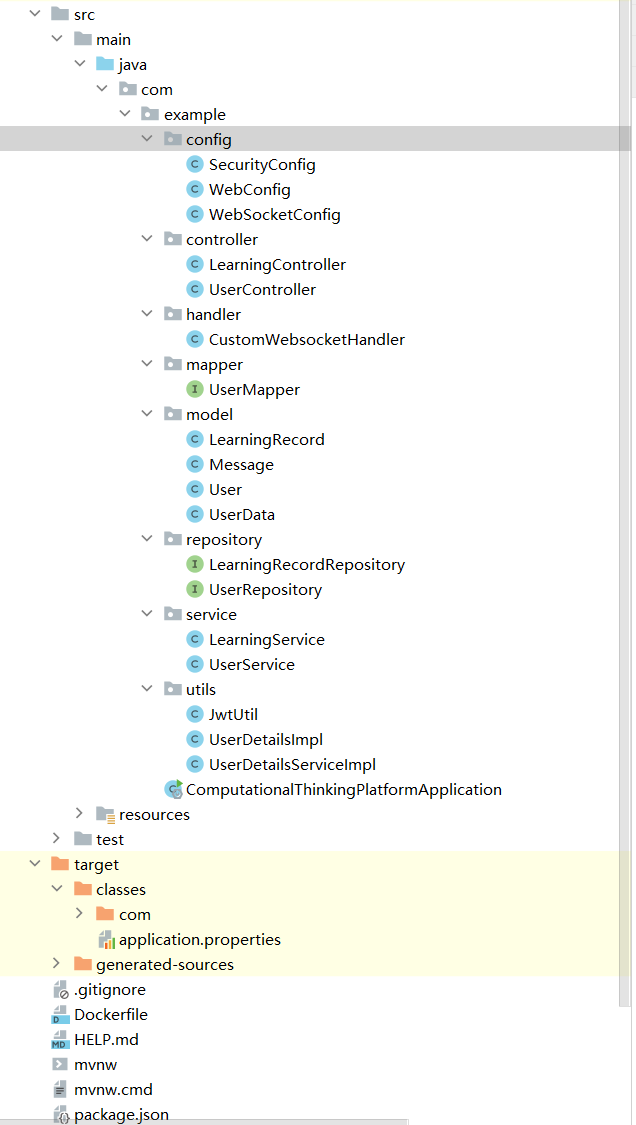 src
main
java
com
example
config
SecurityConfig
WebConfig
WebSocketConfig
controller
LearningController
UserController
handler
CustomWebsocketHandler
mapper
UserMapper
model
LearningRecord
Message
User
UserData
repository
LearningRecordRepository
UserRepository
service
LearningService
UserService
utils
JwtUtil
UserDetailsImpl
UserDetailsServiceImpl
ComputationalThinkingPlatformApplication
resources
test
target
classes
com
application.properties
generated-sources
.gitignore
Dockerfile
HELP.md
mvnw
mvnw.cmd
package.json